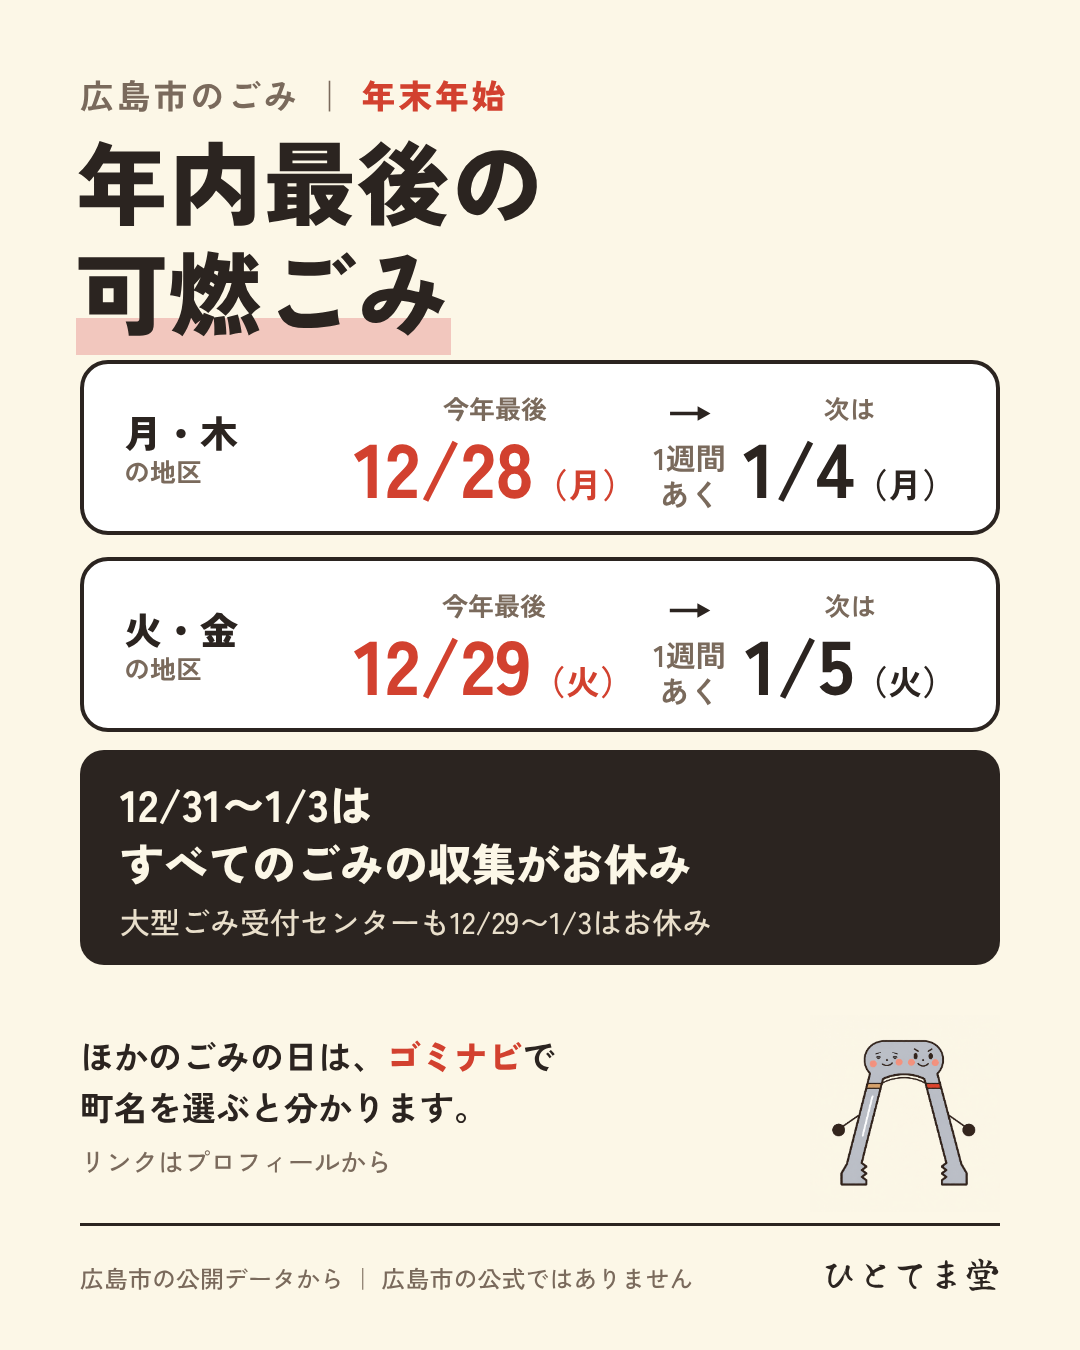 広島市のごみ｜年末年始
年内最後の
可燃ごみ
月・木
の地区
今年最後
12/28（月）
→
1週間
あく
次は
1/4（月）
火・金
の地区
今年最後
12/29（火）
→
1週間
あく
次は
1/5（火）
12/31〜1/3は
すべてのごみの収集がお休み
大型ごみ受付センターも12/29〜1/3はお休み
ほかのごみの日は、ゴミナビで
町名を選ぶと分かります。
リンクはプロフィールから
広島市の公開データから｜広島市の公式ではありません
ひとてま堂